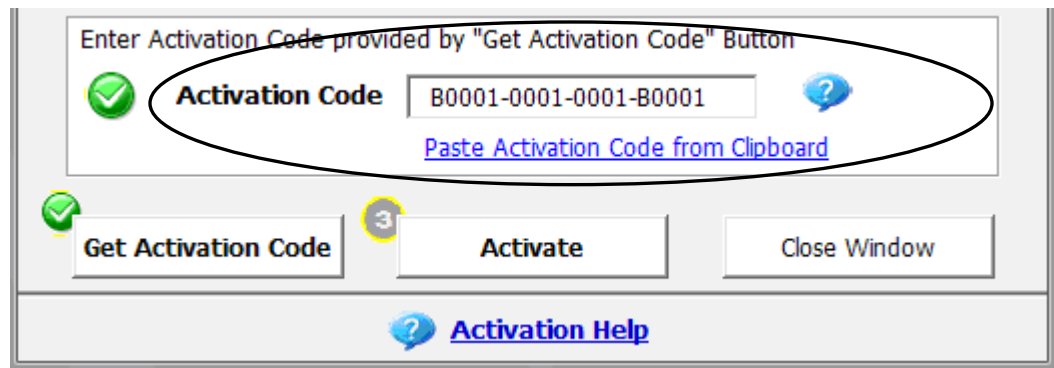 Enter Activation Code provided by "Get Activation Code" Button
Activation Code B0001-0001-0001-B0001 ?
Paste Activation Code from Clipboard
3
Get Activation Code Activate Close Window
? Activation Help